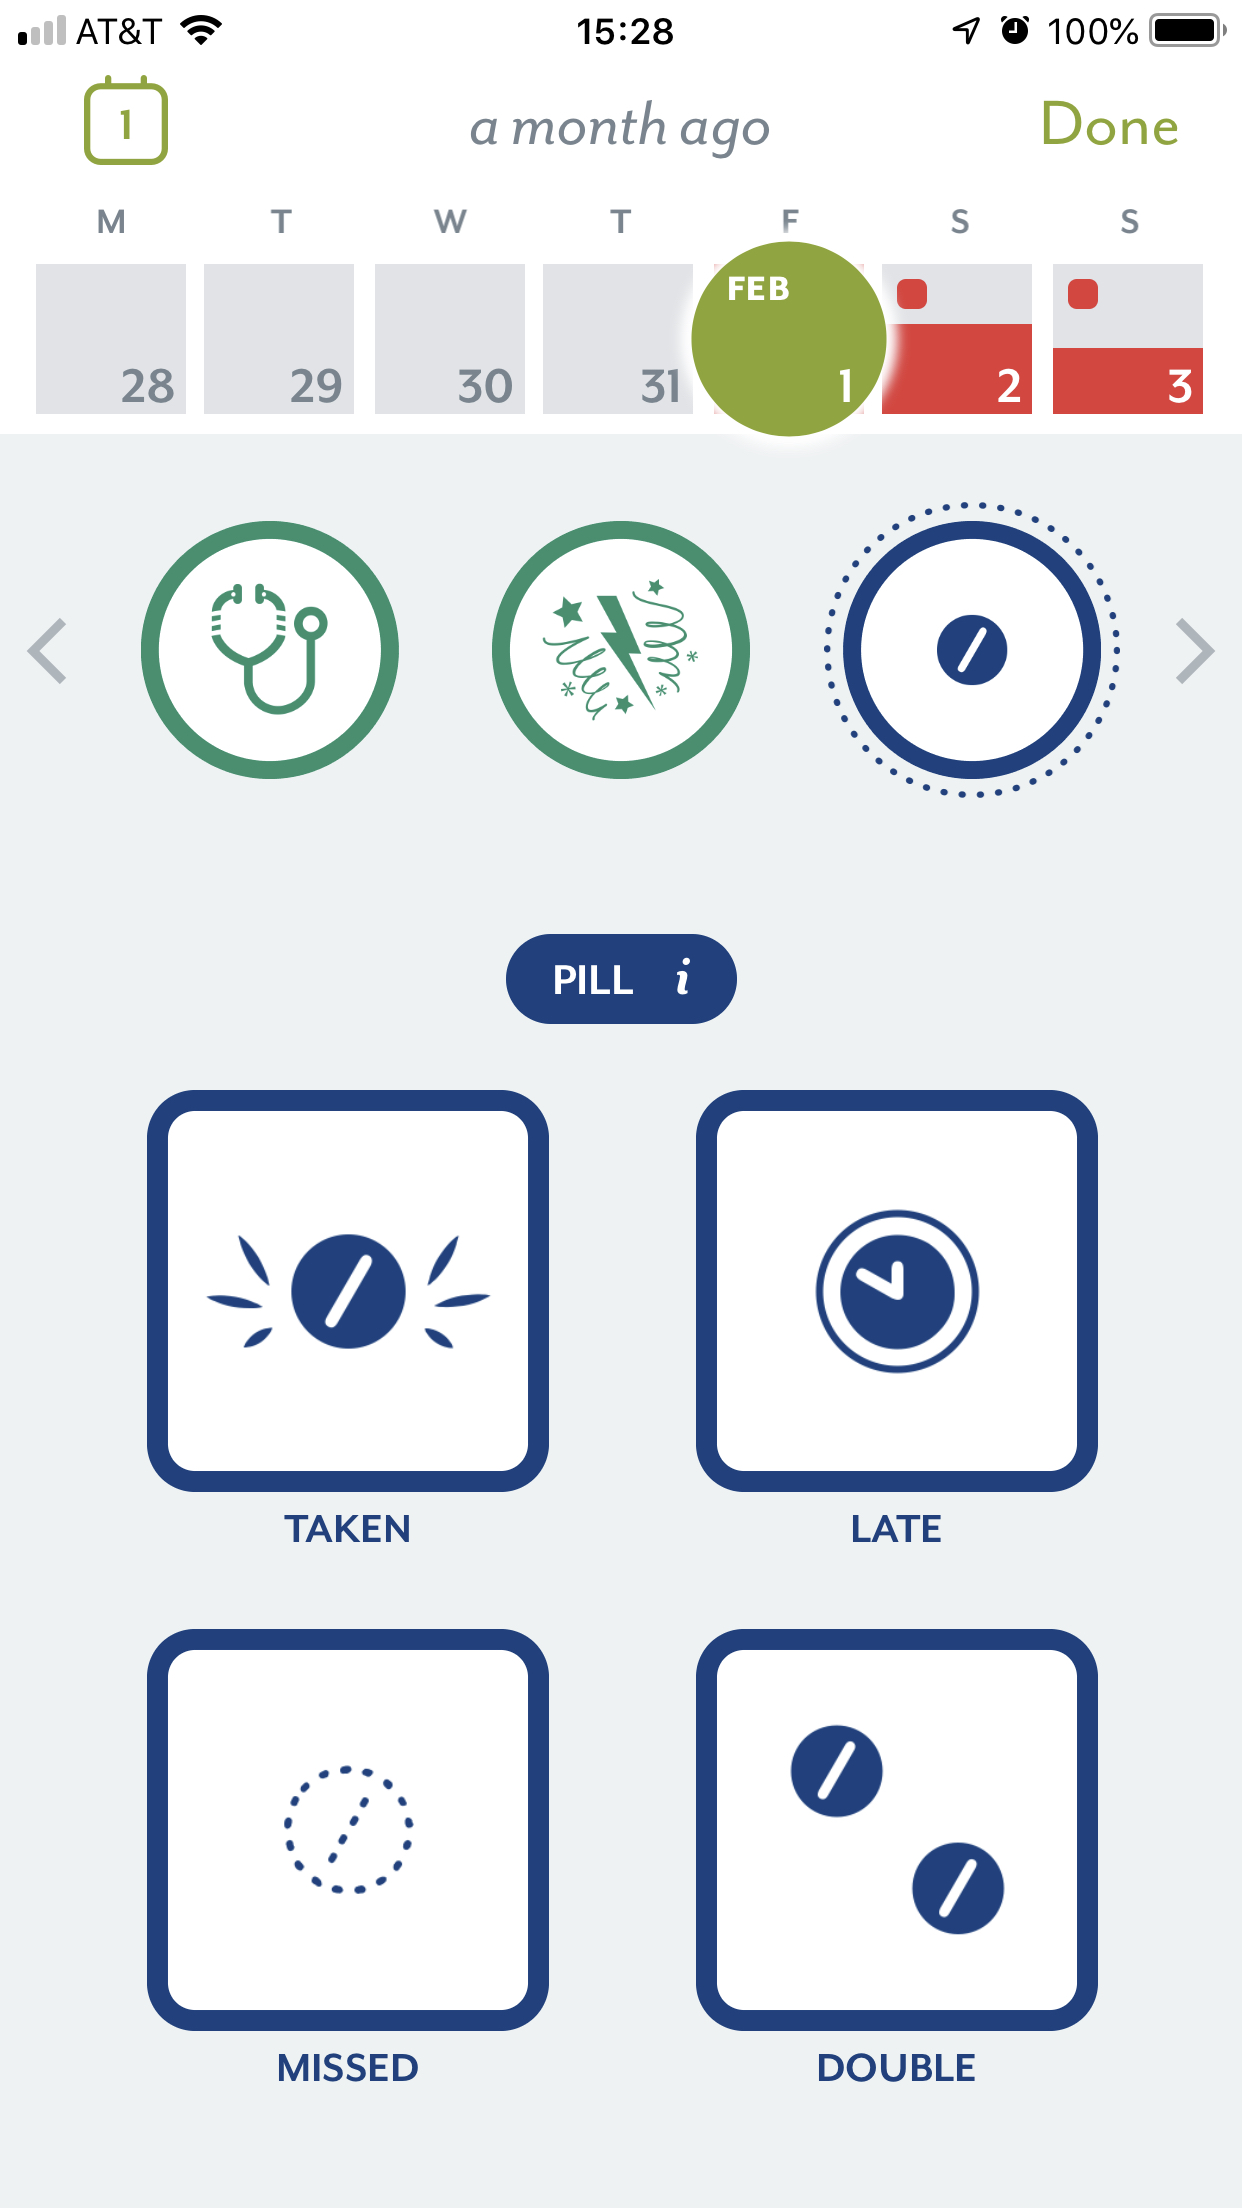 AT&T 15:28 100%
1 a month ago Done
M T W T F S S
FEB
28 29 30 31 1 2 3
PILL i
TAKEN LATE
MISSED DOUBLE